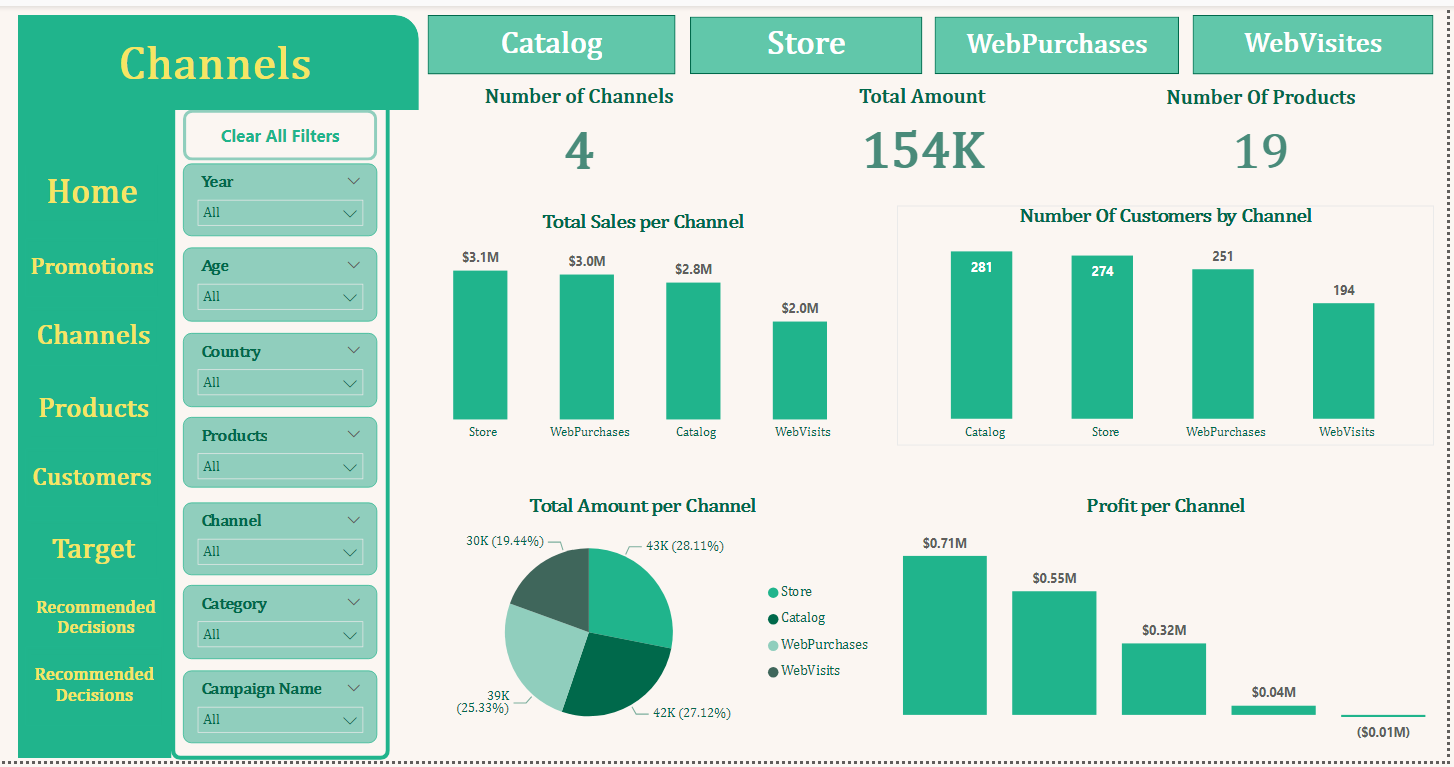 Channels
Catalog
Store
WebPurchases
WebVisites
Number of Channels
4
Total Amount
154K
Number Of Products
19
Home
Promotions
Channels
Products
Customers
Target
Recommended
Decisions
Recommended
Decisions
Clear All Filters
Year
All
Age
All
Country
All
Products
All
Channel
All
Category
All
Campaign Name
All
Total Sales per Channel
$3.1M
$3.0M
$2.8M
$2.0M
Store
WebPurchases
Catalog
WebVisits
Number Of Customers by Channel
281
274
251
194
Catalog
Store
WebPurchases
WebVisits
Total Amount per Channel
30K (19.44%)
43K (28.11%)
39K
(25.33%)
42K (27.12%)
Store
Catalog
WebPurchases
WebVisits
Profit per Channel
$0.71M
$0.55M
$0.32M
$0.04M
($0.01M)